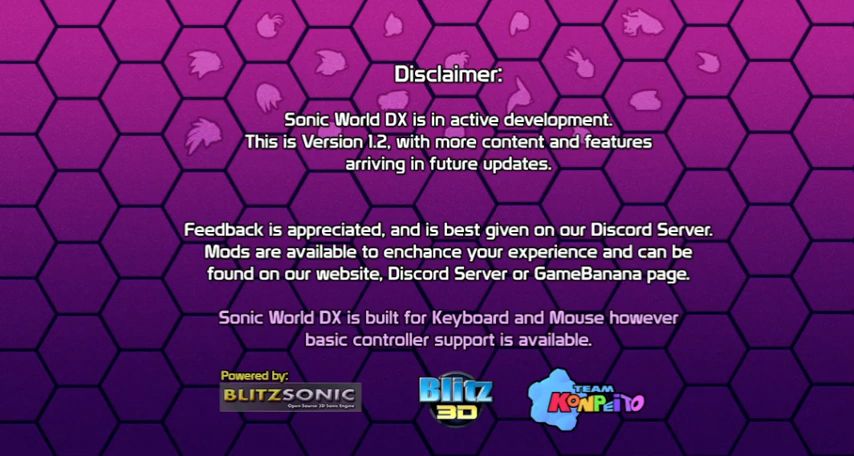 Disclaimer:
Sonic World DX is in active development.
This is Version 1.2, with more content and features
arriving in future updates.
Feedback is appreciated, and is best given on our Discord Server.
Mods are available to enchance your experience and can be
found on our website, Discord Server or GameBanana page.
Sonic World DX is built for Keyboard and Mouse however
basic controller support is available.
Powered by:
BLITZSONIC
Open Source 3D Sonic Engine
Blitz
3D
TEAM
KONPEITO